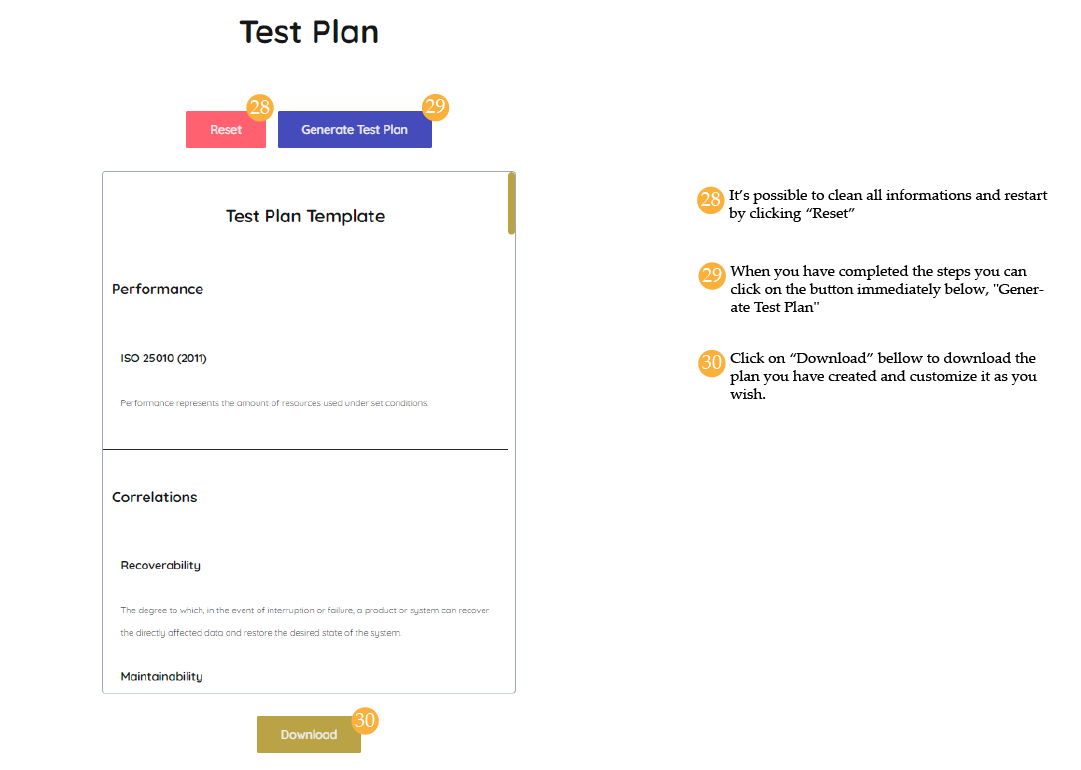 Test Plan
28
29
Reset
Generate Test Plan
Test Plan Template
Performance
ISO 25010 (2011)
Performance represents the amount of resources used under set conditions.
Correlations
Recoverability
The degree to which, in the event of interruption or failure, a product or system can recover
the directly affected data and restore the desired state of the system.
Maintainability
30
Download
28 It’s possible to clean all informations and restart
by clicking “Reset”
29 When you have completed the steps you can
click on the button immediately below, "Gener-
ate Test Plan"
30 Click on “Download” bellow to download the
plan you have created and customize it as you
wish.